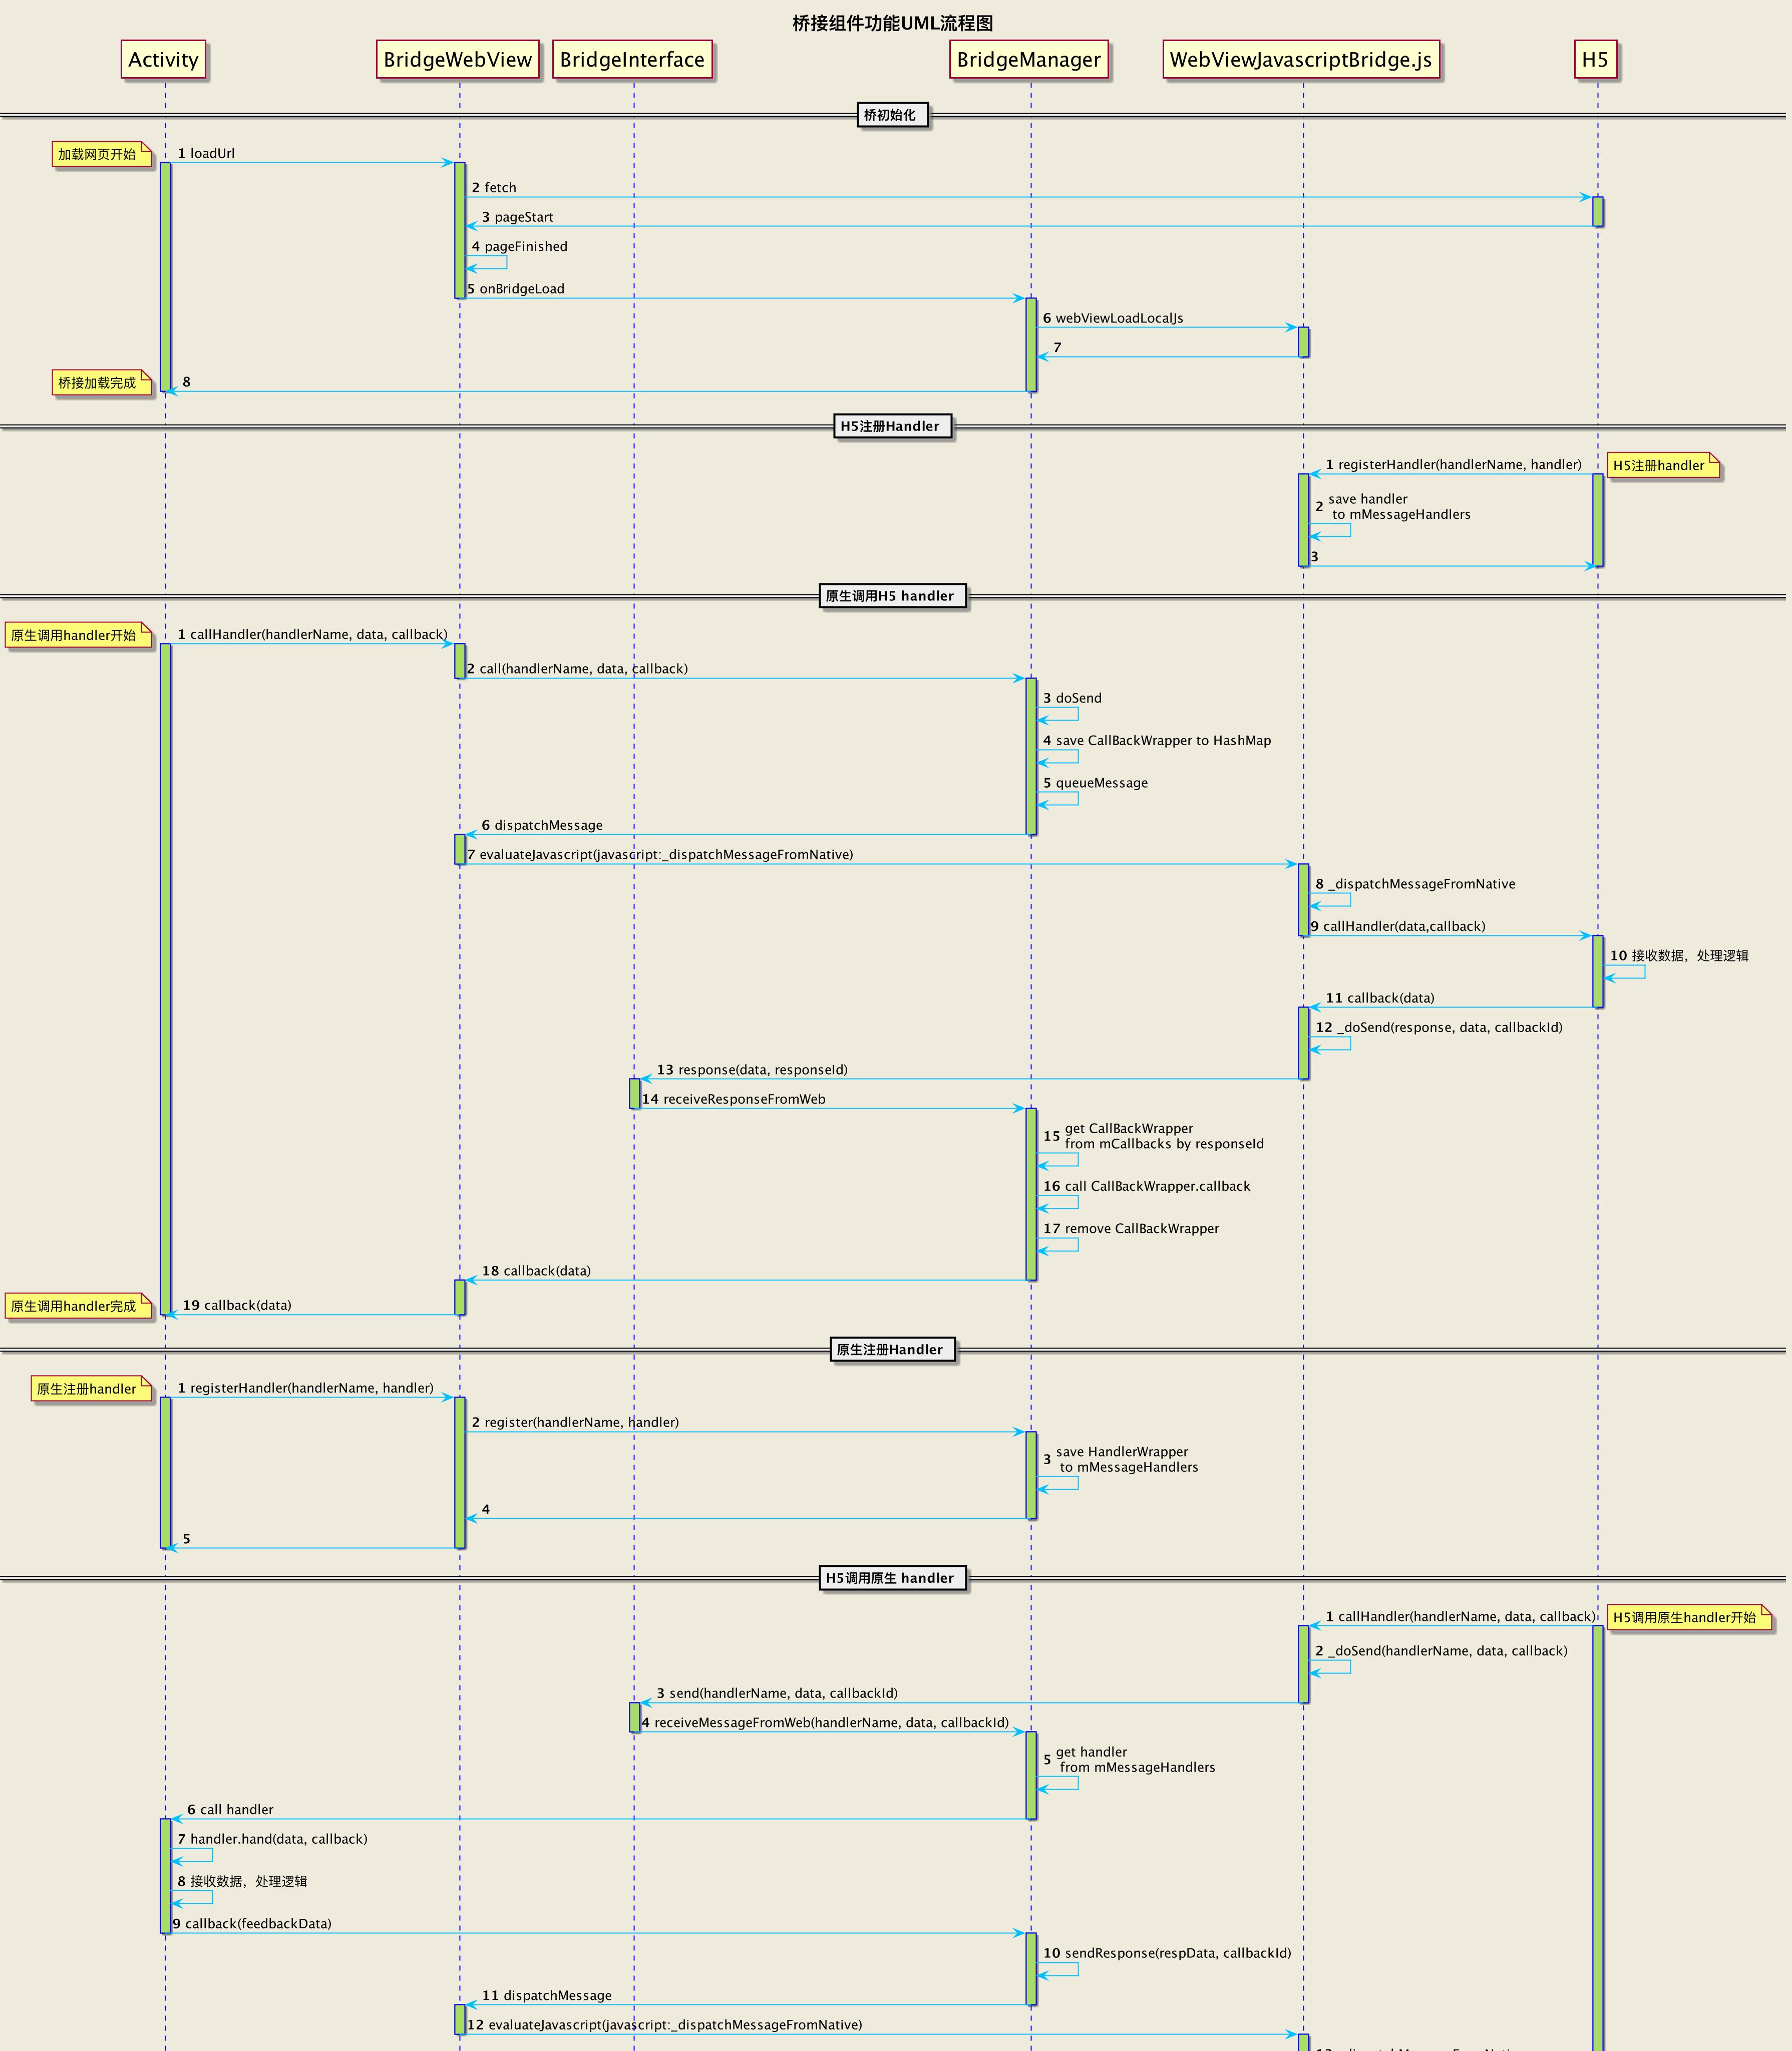 桥接组件功能UML流程图
Activity
BridgeWebView
BridgeInterface
BridgeManager
WebViewJavascriptBridge.js
H5
桥初始化
加载网页开始
1 loadUrl
2 fetch
3 pageStart
4 pageFinished
5 onBridgeLoad
6 webViewLoadLocalJs
7
桥接加载完成
8
H5注册Handler
1 registerHandler(handlerName, handler)
H5注册handler
2 save handler
to mMessageHandlers
3
原生调用H5 handler
原生调用handler开始
1 callHandler(handlerName, data, callback)
2 call(handlerName, data, callback)
3 doSend
4 save CallBackWrapper to HashMap
5 queueMessage
6 dispatchMessage
7 evaluateJavascript(javascript:_dispatchMessageFromNative)
8 _dispatchMessageFromNative
9 callHandler(data,callback)
10 接收数据，处理逻辑
11 callback(data)
12 _doSend(response, data, callbackId)
13 response(data, responseId)
14 receiveResponseFromWeb
15 get CallBackWrapper
from mCallbacks by responseId
16 call CallBackWrapper.callback
17 remove CallBackWrapper
18 callback(data)
原生调用handler完成
19 callback(data)
原生注册Handler
原生注册handler
1 registerHandler(handlerName, handler)
2 register(handlerName, handler)
3 save HandlerWrapper
to mMessageHandlers
4
5
H5调用原生 handler
1 callHandler(handlerName, data, callback)
H5调用原生handler开始
2 _doSend(handlerName, data, callback)
3 send(handlerName, data, callbackId)
4 receiveMessageFromWeb(handlerName, data, callbackId)
5 get handler
from mMessageHandlers
6 call handler
7 handler.hand(data, callback)
8 接收数据，处理逻辑
9 callback(feedbackData)
10 sendResponse(respData, callbackId)
11 dispatchMessage
12 evaluateJavascript(javascript:_dispatchMessageFromNative)